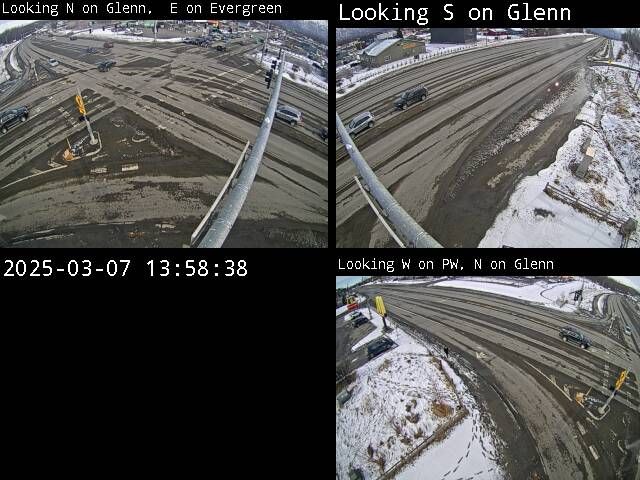 Looking N on Glenn,  E on Evergreen
Looking S on Glenn
2025-03-07 13:58:38
Looking W on PW, N on Glenn